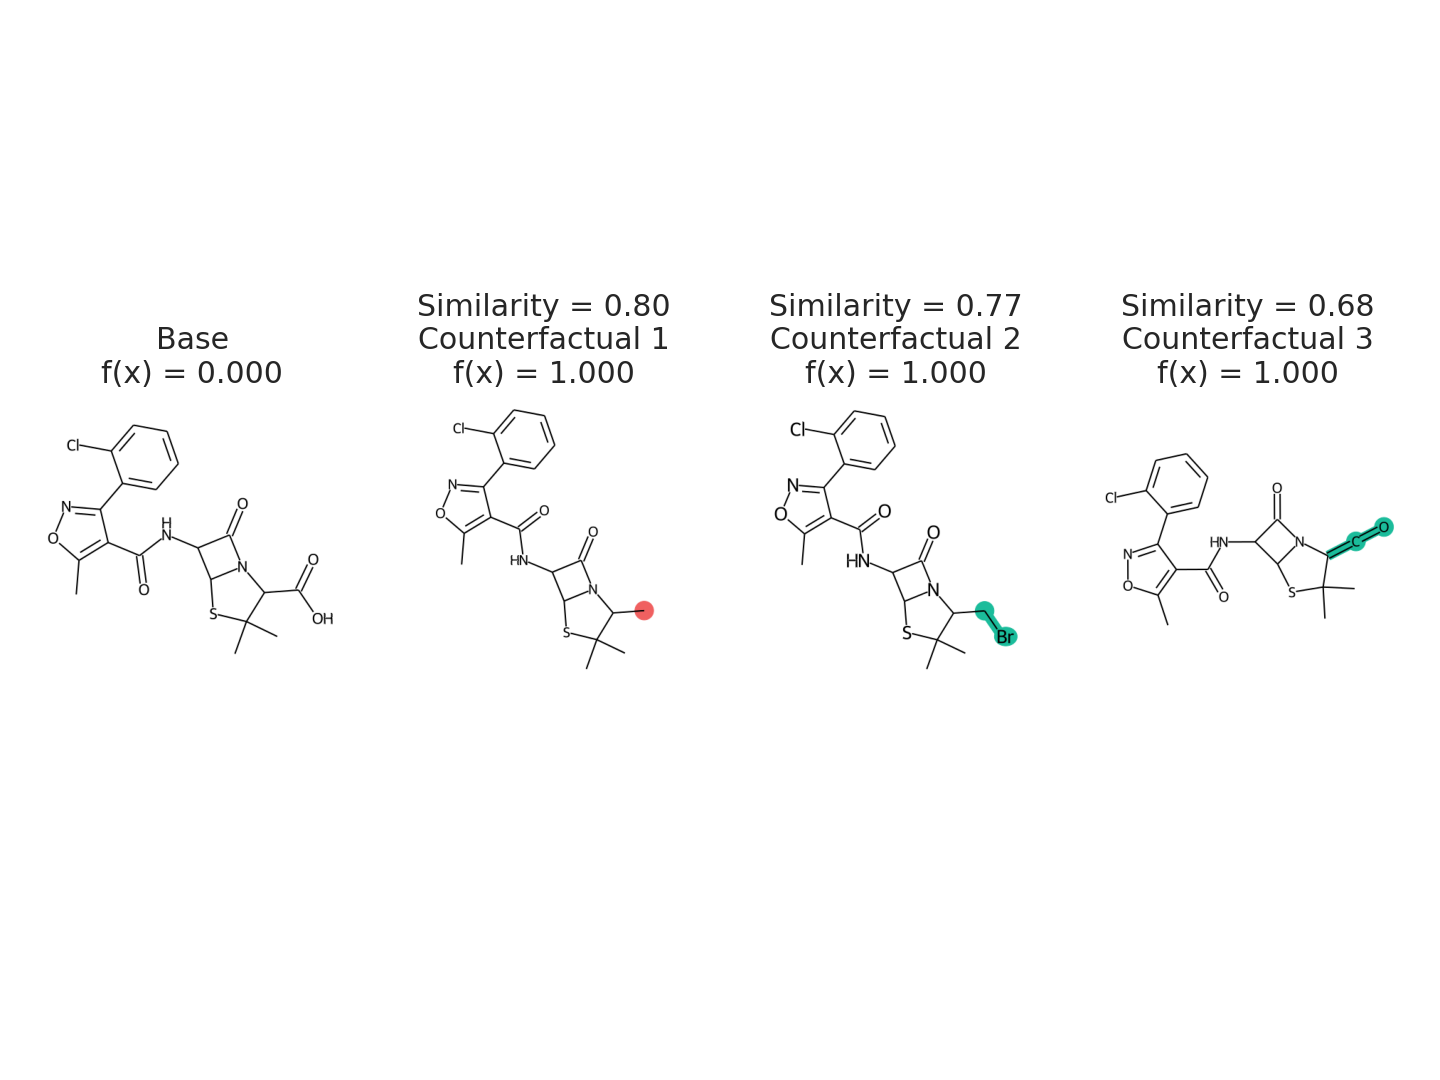 Base
f(x) = 0.000
Cl
N
O
H
N
O
O
N
S
O
OH
Similarity = 0.80
Counterfactual 1
f(x) = 1.000
Cl
N
O
O
HN
O
N
S
Similarity = 0.77
Counterfactual 2
f(x) = 1.000
Cl
N
O
O
HN
O
N
S
Br
Similarity = 0.68
Counterfactual 3
f(x) = 1.000
Cl
N
O
HN
O
O
N
S
C
O